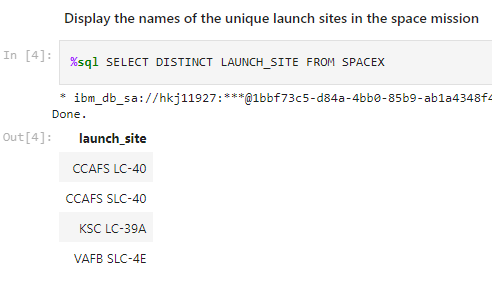 Display the names of the unique launch sites in the space mission
In [4]: %sql SELECT DISTINCT LAUNCH_SITE FROM SPACEX
* ibm_db_sa://hkj11927:***@1bbf73c5-d84a-4bb0-85b9-ab1a4348f4
Done.
Out[4]: launch_site
CCAFS LC-40
CCAFS SLC-40
KSC LC-39A
VAFB SLC-4E